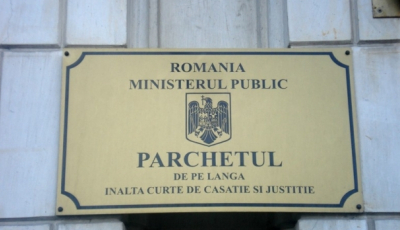 ROMANIA
MINISTERUL PUBLIC
PARCHETUL
DE PE LANGA
INALTA CURTE DE CASATIE SI JUSTITIE